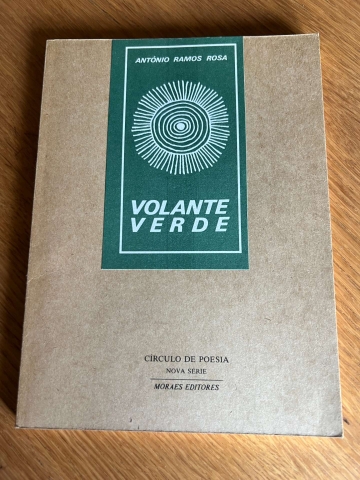 ANTÓNIO RAMOS ROSA
VOLANTE
VERDE
CÍRCULO DE POESIA
NOVA SÉRIE
MORAES EDITORES